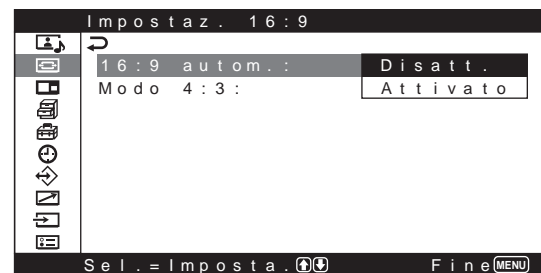 Impostaz. 16:9
16:9 autom.: Disatt.
Modo 4:3: Attivato
Sel.=Imposta. Fine MENU